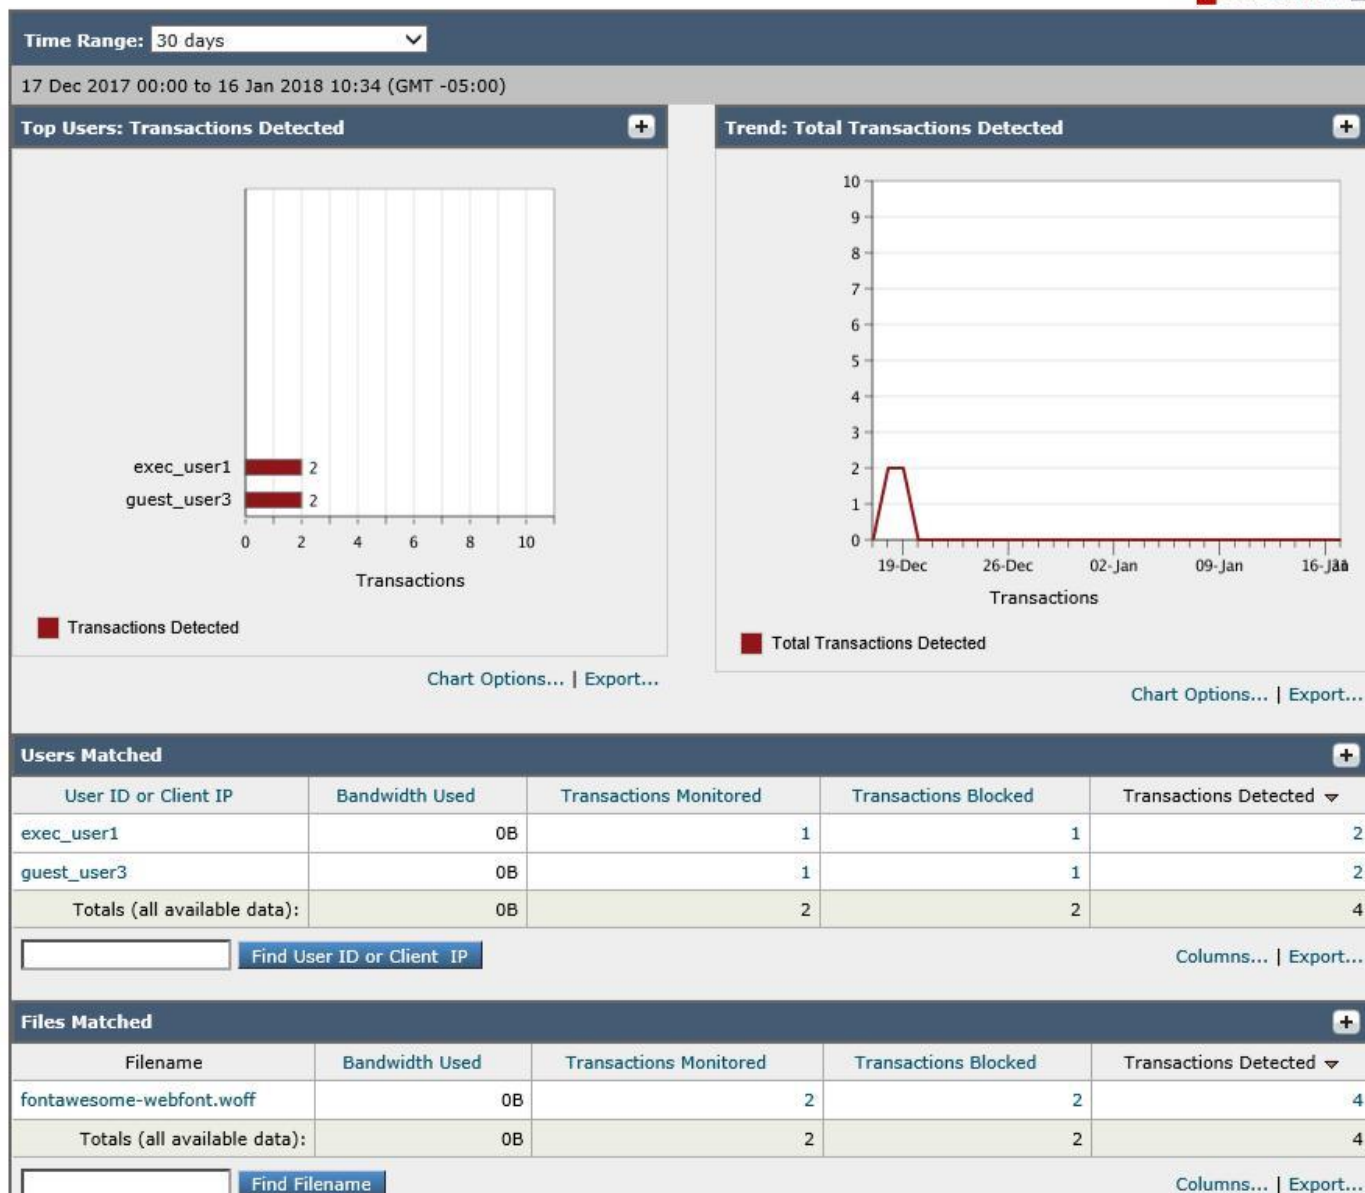 Time Range: 30 days
17 Dec 2017 00:00 to 16 Jan 2018 10:34 (GMT -05:00)
Top Users: Transactions Detected
exec_user1 2
guest_user3 2
0 2 4 6 8 10
Transactions
Transactions Detected
Chart Options... | Export...
Trend: Total Transactions Detected
10
9
8
7
6
5
4
3
2
1
0
19-Dec 26-Dec 02-Jan 09-Jan
Transactions
Total Transactions Detected
Chart Options... | Export...
Users Matched
User ID or Client IP Bandwidth Used Transactions Monitored Transactions Blocked Transactions Detected
exec_user1 0B 1 1 2
guest_user3 0B 1 1 2
Totals (all available data): 0B 2 2 4
Find User ID or Client IP Columns... | Export...
Files Matched
Filename Bandwidth Used Transactions Monitored Transactions Blocked Transactions Detected
fontawesome-webfont.woff 0B 2 2 4
Totals (all available data): 0B 2 2 4
Find Filename Columns... | Export...